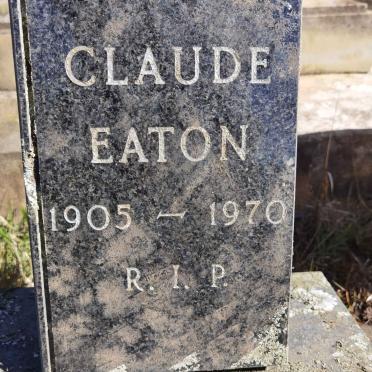 CLAUDE
EATON
1905 — 1970
R. I. P.